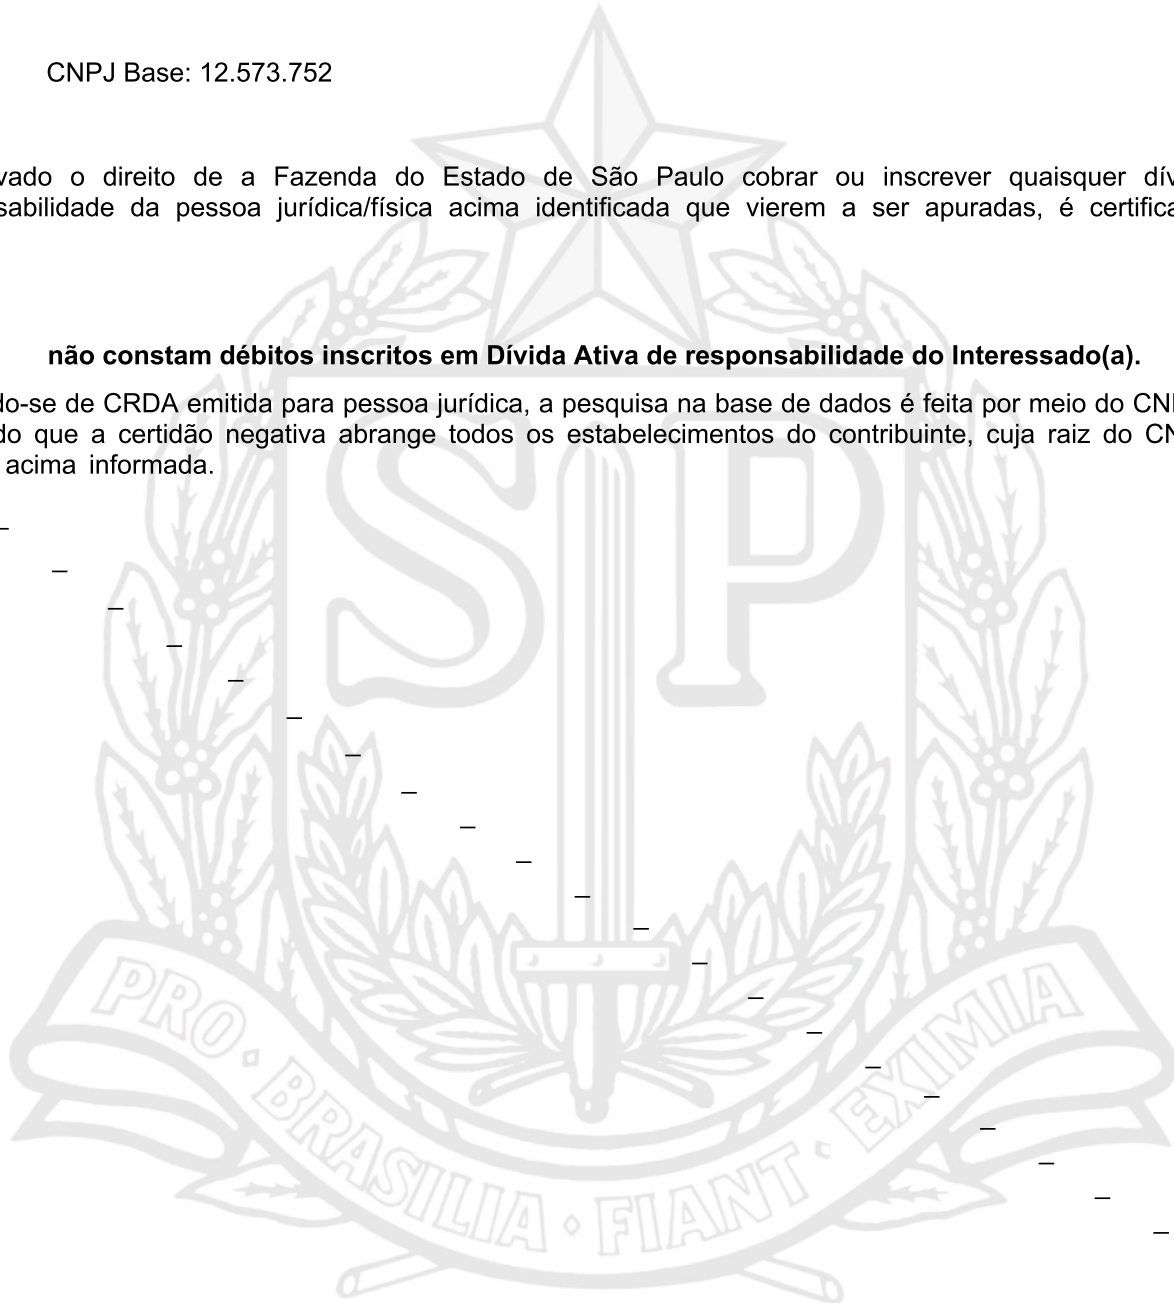 CNPJ Base: 12.573.752
vado o direito de a Fazenda do Estado de São Paulo cobrar ou inscrever quaisquer dív
sabilidade da pessoa jurídica/física acima identificada que vierem a ser apuradas, é certifica
não constam débitos inscritos em Dívida Ativa de responsabilidade do Interessado(a).
do-se de CRDA emitida para pessoa jurídica, a pesquisa na base de dados é feita por meio do CN
do que a certidão negativa abrange todos os estabelecimentos do contribuinte, cuja raiz do CN
acima informada.
SP
PRO · BRASILIA · FIANT · EXIMIA